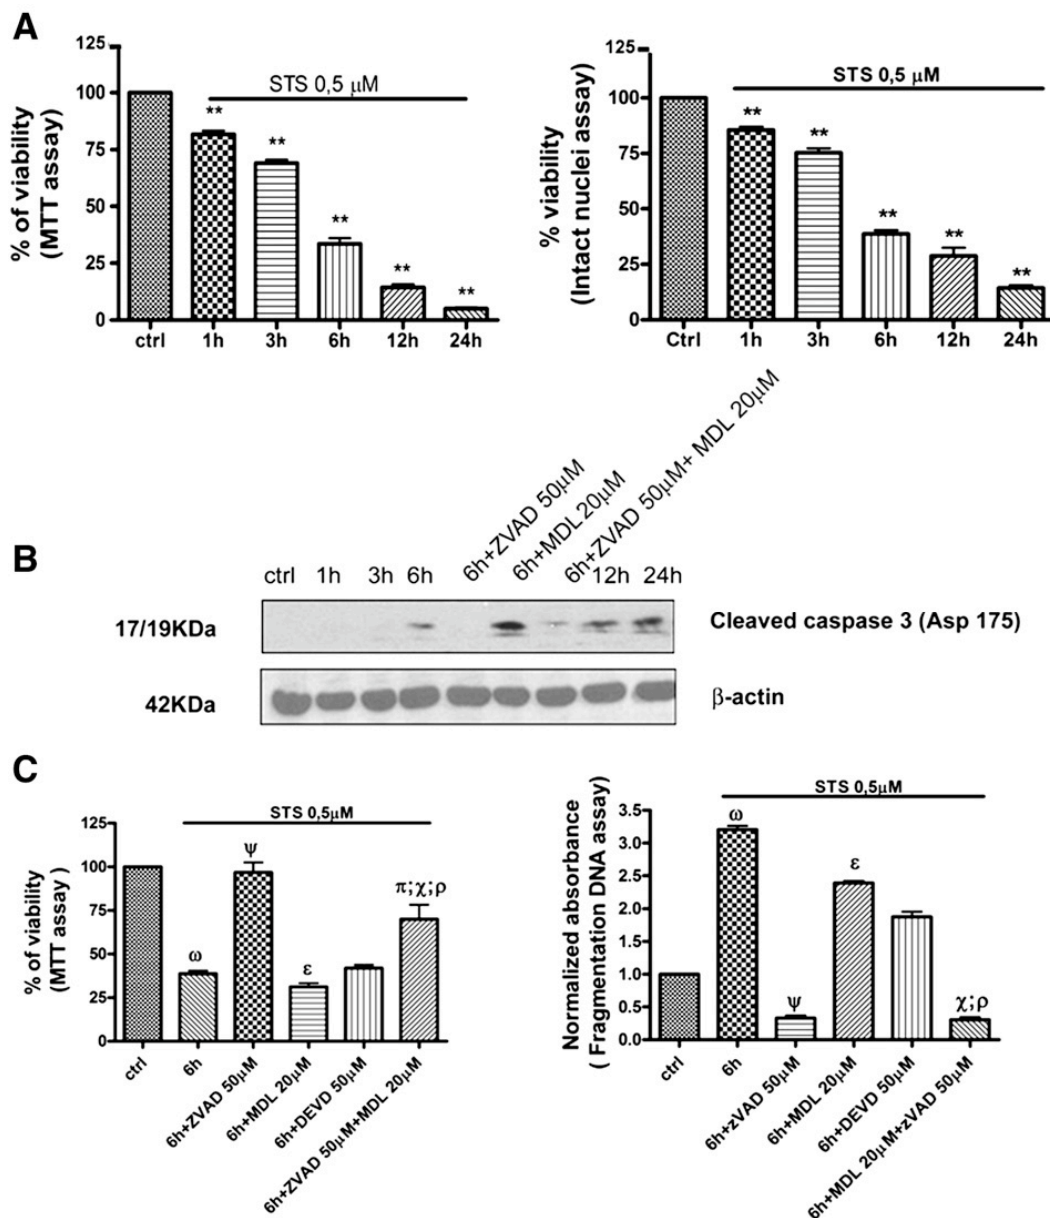 A
125
100
75
50
25
0
% of viability
(MTT assay)
STS 0,5 μM
**
**
**
**
**
ctrl 1h 3h 6h 12h 24h
125
100
75
50
25
0
% viability
(Intact nuclei assay)
STS 0,5 μM
**
**
**
**
**
Ctrl 1h 3h 6h 12h 24h
B
ctrl 1h 3h 6h 6h+ZVAD 50μM 6h+MDL 20μM 6h+ZVAD 50μM+ MDL 20μM 12h 24h
17/19KDa
Cleaved caspase 3 (Asp 175)
42KDa
β-actin
C
125
100
75
50
25
0
% of viability
(MTT assay )
STS 0,5μM
ω
ψ
ε
π;χ;ρ
ctrl
6h
6h+ZVAD 50μM
6h+MDL 20μM
6h+DEVD 50μM
6h+ZVAD 50μM+MDL 20μM
3.5
3.0
2.5
2.0
1.5
1.0
0.5
0.0
Normalized absorbance
( Fragmentation DNA assay)
STS 0,5μM
ω
ψ
ε
χ;ρ
ctrl
6h
6h+zVAD 50μM
6h+MDL 20μM
6h+DEVD 50μM
6h+MDL 20μM+zVAD 50μM